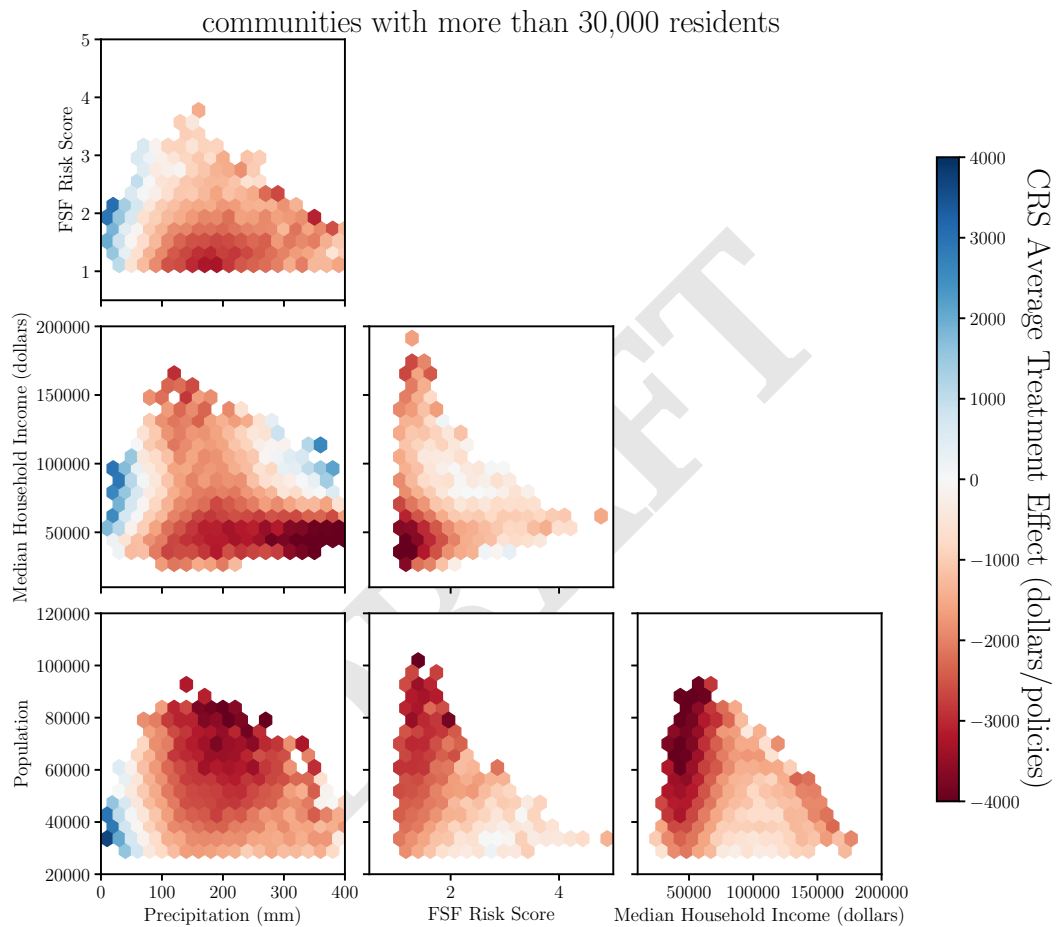 communities with more than 30,000 residents
5
4
3
2
1
FSF Risk Score
200000
150000
100000
50000
Median Household Income (dollars)
120000
100000
80000
60000
40000
20000
Population
0 100 200 300 400
Precipitation (mm)
2 4
FSF Risk Score
50000 100000 150000 200000
Median Household Income (dollars)
4000
3000
2000
1000
0
−1000
−2000
−3000
−4000
CRS Average Treatment Effect (dollars/policies)
DRAFT